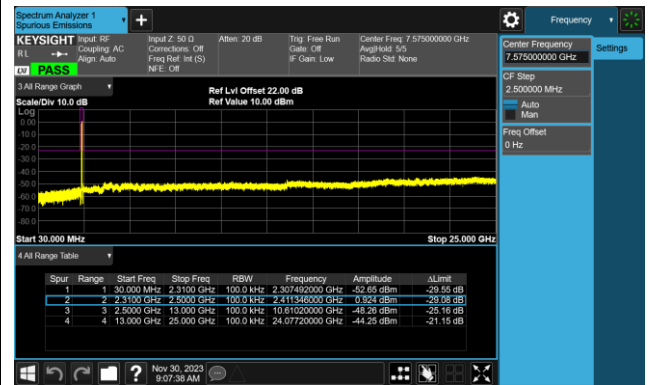 Spectrum Analyzer 1
Spurious Emissions
Frequency
KEYSIGHT Input: RF Input Z: 50 Ω Atten: 20 dB Trig: Free Run Center Freq: 7.575000000 GHz
RL Coupling: AC Corrections: Off Gate: Off Avg|Hold: 5/5
Align: Auto Freq Ref: Int (S) IF Gain: Low Radio Std: None
LXI PASS NFE: Off
Center Frequency
7.575000000 GHz
Settings
CF Step
2.500000 MHz
Auto
Man
Freq Offset
0 Hz
3 All Range Graph
Ref Lvl Offset 22.00 dB
Scale/Div 10.0 dB Ref Value 10.00 dBm
Log
0.00
-10.0
-20.0
-30.0
-40.0
-50.0
-60.0
-70.0
-80.0
Start 30.000 MHz Stop 25.000 GHz
4 All Range Table
Spur Range Start Freq Stop Freq RBW Frequency Amplitude ΔLimit
1 1 30.000 MHz 2.3100 GHz 100.0 kHz 2.307492000 GHz -52.65 dBm -29.55 dB
2 2 2.3100 GHz 2.5000 GHz 100.0 kHz 2.411346000 GHz 0.924 dBm -29.08 dB
3 3 2.5000 GHz 13.000 GHz 100.0 kHz 10.61020000 GHz -48.26 dBm -25.16 dB
4 4 13.000 GHz 25.000 GHz 100.0 kHz 24.07720000 GHz -44.25 dBm -21.15 dB
? Nov 30, 2023
9:07:38 AM